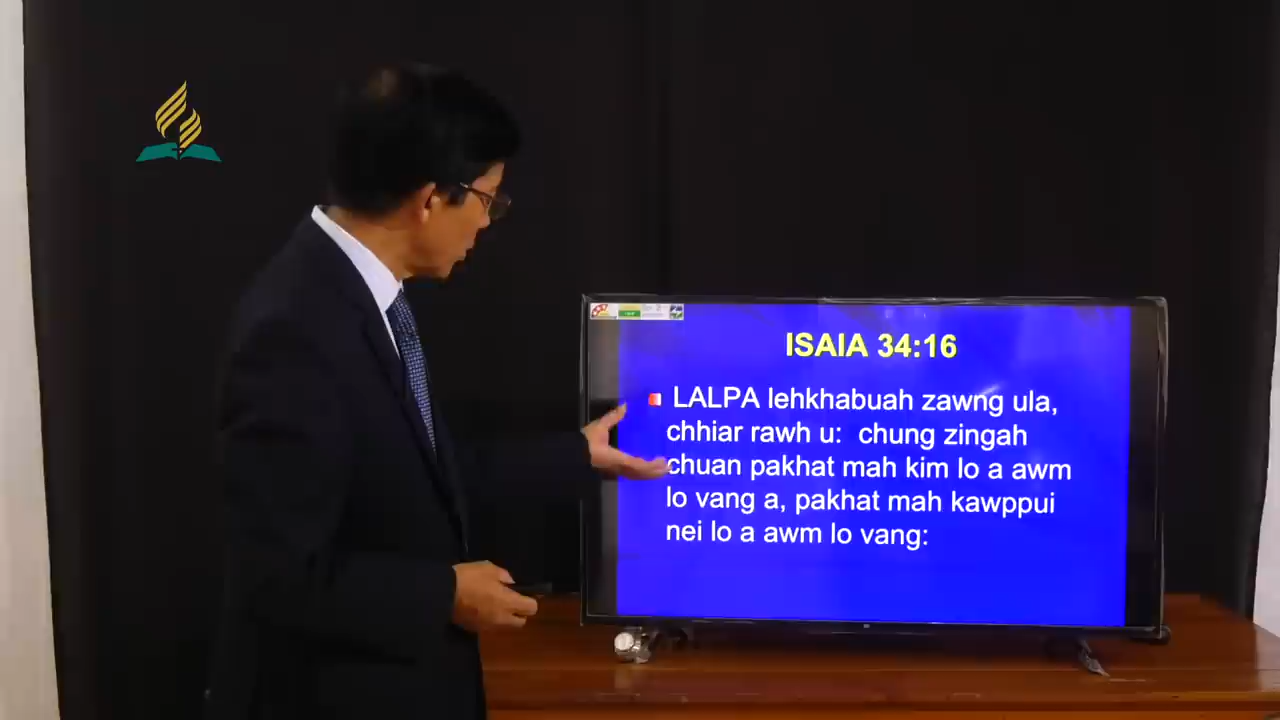 ISAIA 34:16
LALPA lehkhabuah zawng ula,
chhiar rawh u:  chung zingah
chuan pakhat mah kim lo a awm
lo vang a, pakhat mah kawppui
nei lo a awm lo vang: